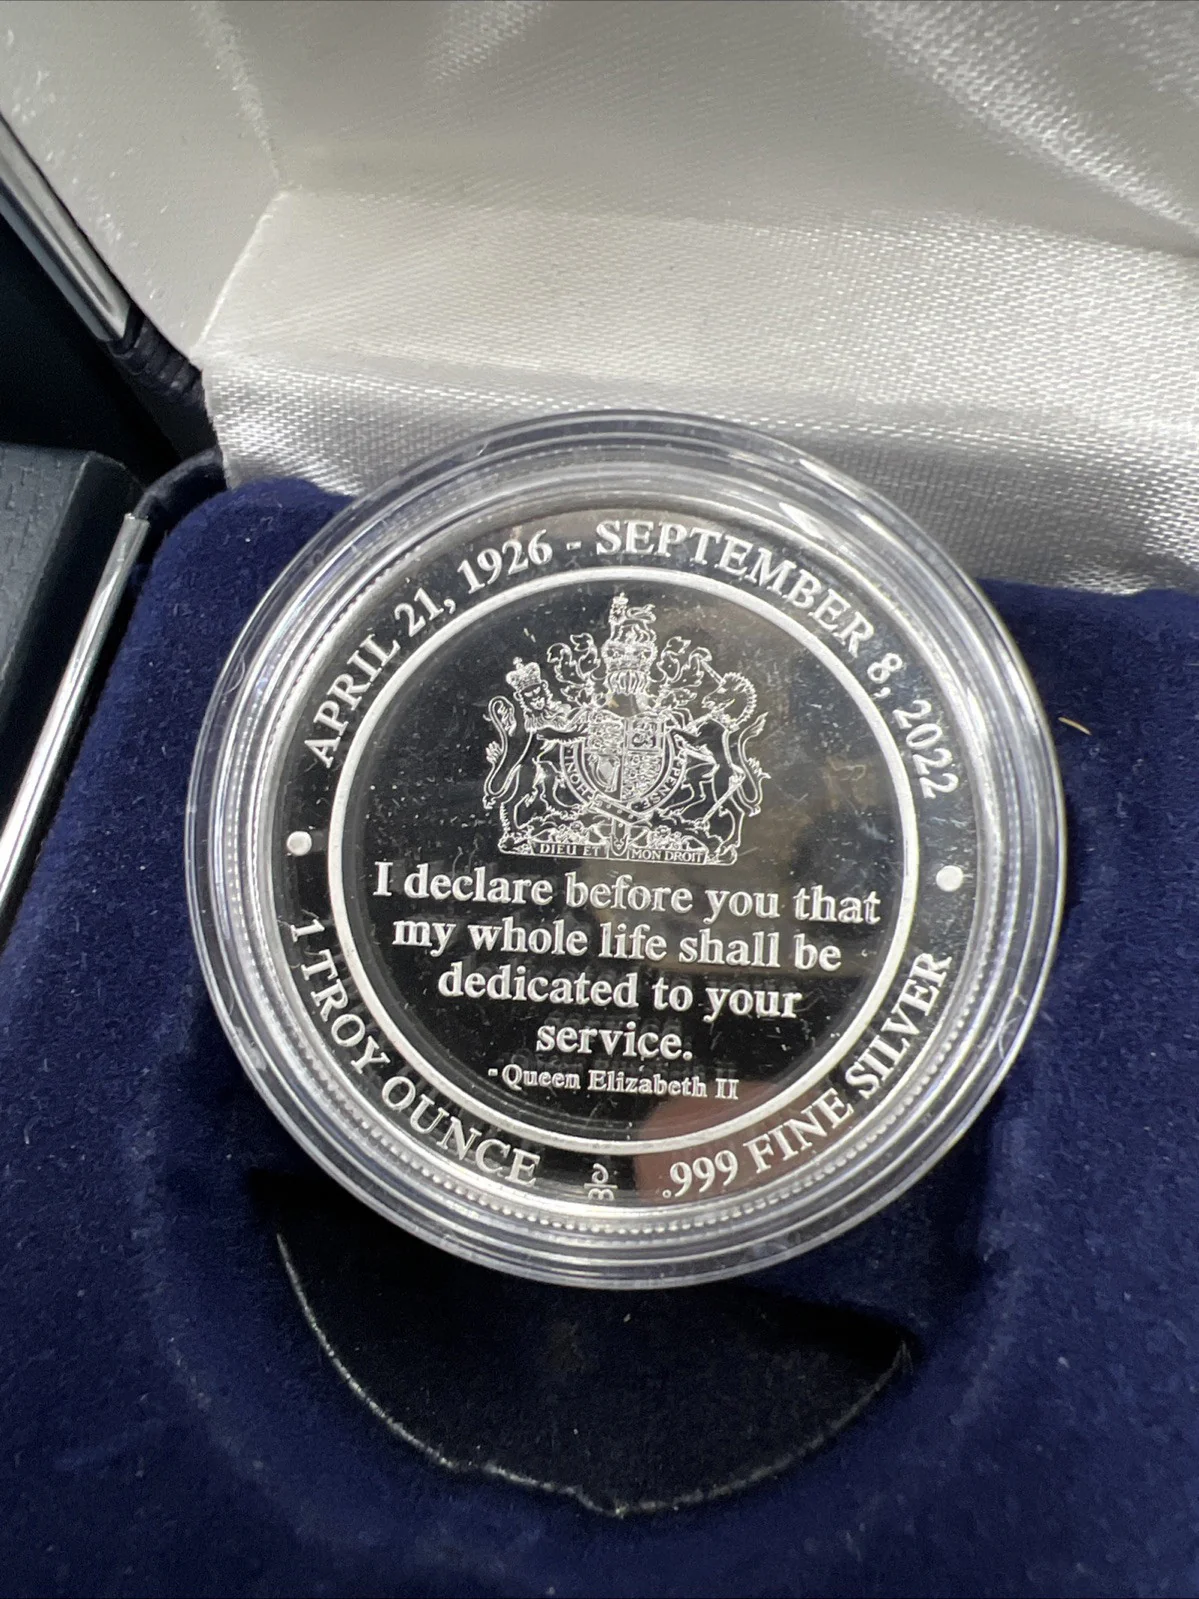 APRIL 21, 1926 - SEPTEMBER 8, 2022
DIEU ET MON DROIT
I declare before you that
my whole life shall be
dedicated to your
service.
- Queen Elizabeth II
1 TROY OUNCE
.999 FINE SILVER